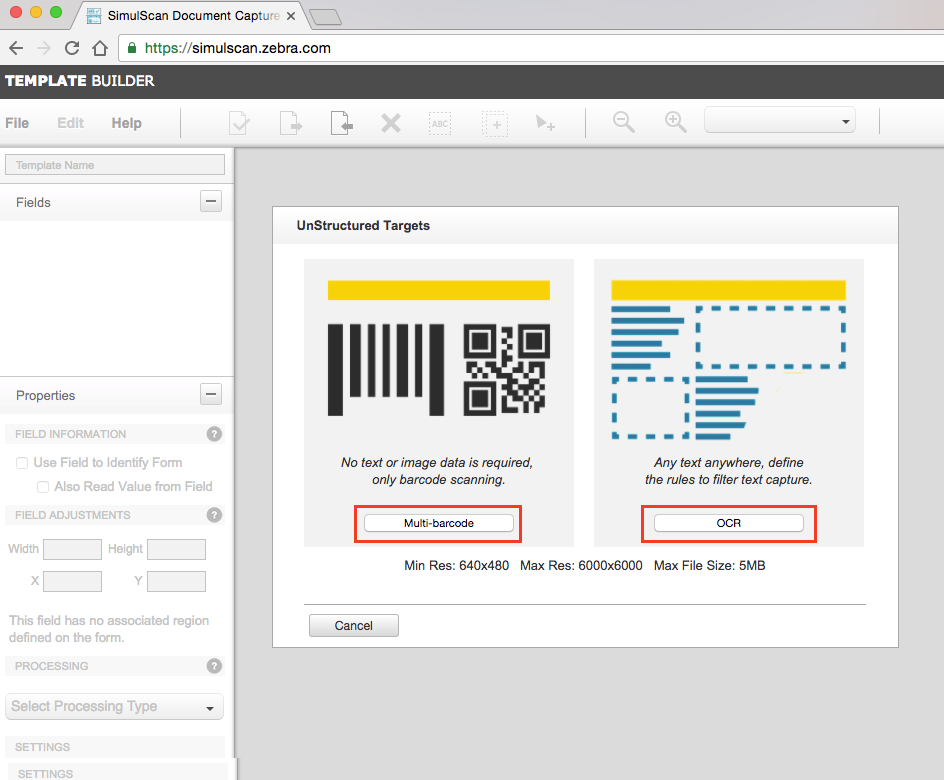 SimulScan Document Capture
https://simulscan.zebra.com
TEMPLATE BUILDER
File Edit Help
ABC
Template Name
Fields
UnStructured Targets
No text or image data is required,
only barcode scanning.
Multi-barcode
Any text anywhere, define
the rules to filter text capture.
OCR
Min Res: 640x480 Max Res: 6000x6000 Max File Size: 5MB
Cancel
Properties
FIELD INFORMATION ?
Use Field to Identify Form
Also Read Value from Field
FIELD ADJUSTMENTS ?
Width Height
X Y
This field has no associated region
defined on the form.
PROCESSING ?
Select Processing Type
SETTINGS
SETTINGS